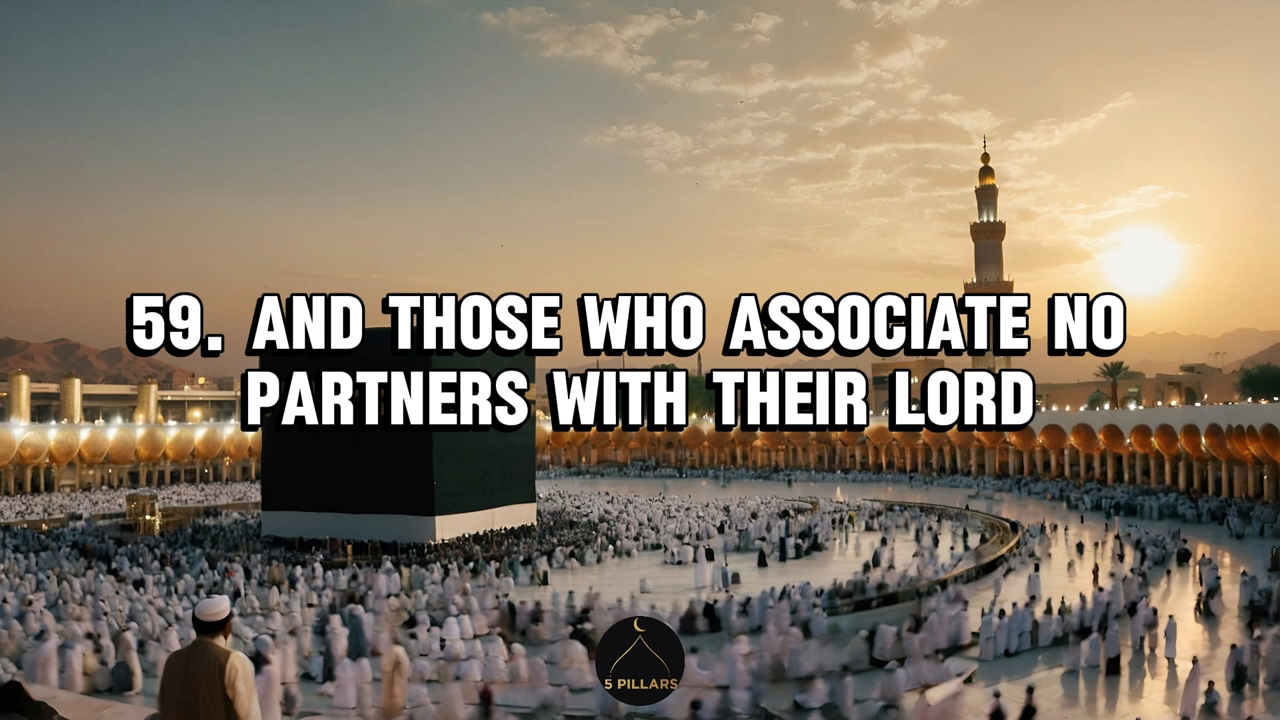 59. AND THOSE WHO ASSOCIATE NO
PARTNERS WITH THEIR LORD
5 PILLARS